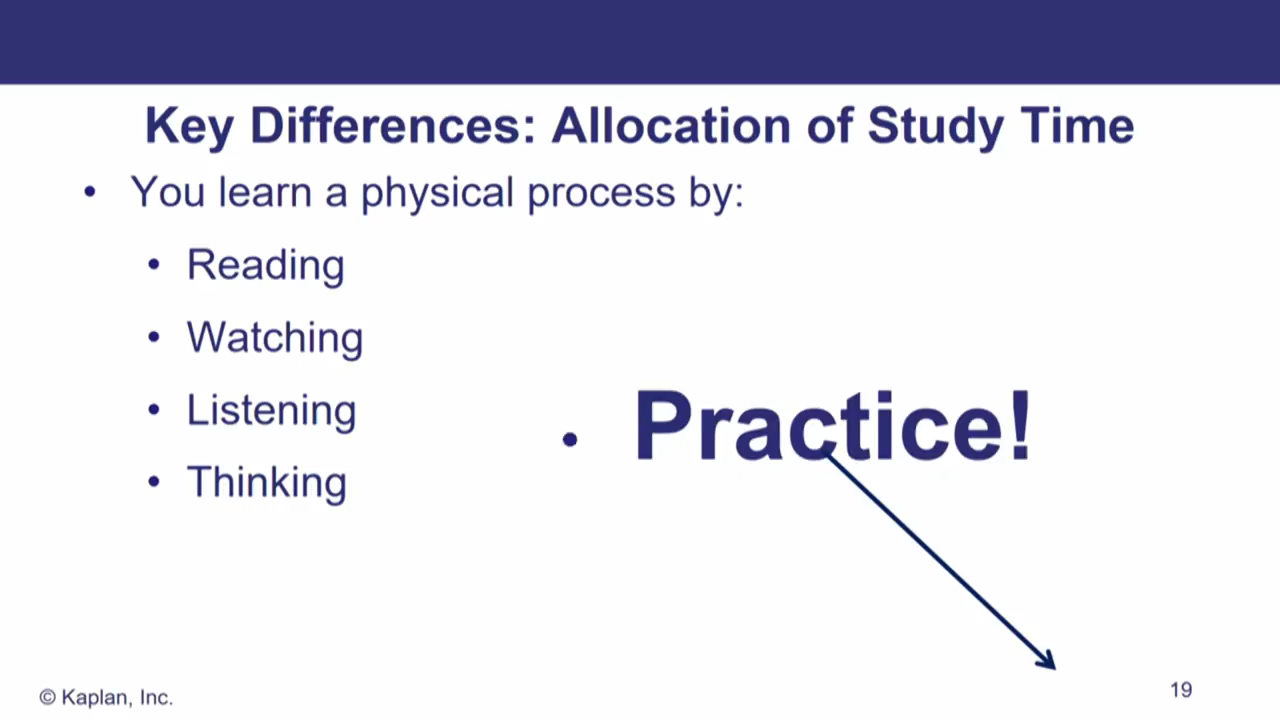 Key Differences: Allocation of Study Time
• You learn a physical process by:
• Reading
• Watching
• Listening
• Thinking
• Practice!
© Kaplan, Inc.
19